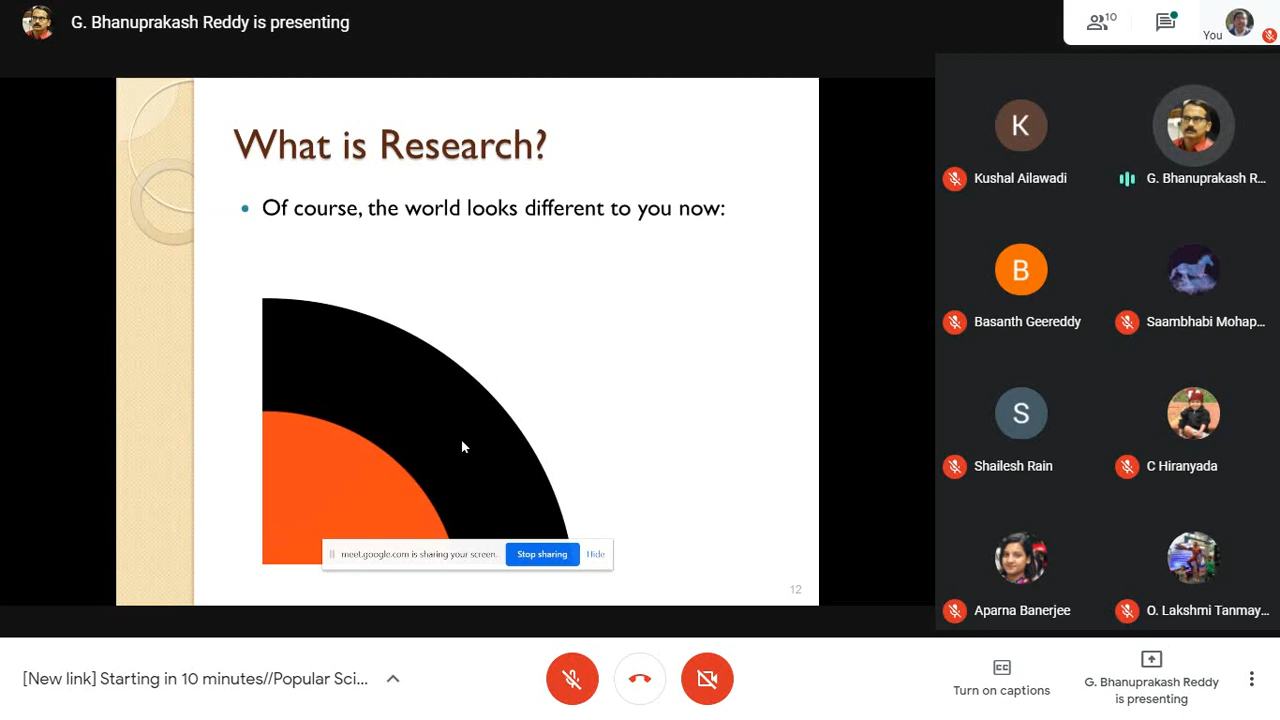 G. Bhanuprakash Reddy is presenting
10
You
What is Research?
• Of course, the world looks different to you now:
meet.google.com is sharing your screen.
Stop sharing
Hide
12
K
Kushal Ailawadi
G. Bhanuprakash R...
B
Basanth Geereddy
Saambhabi Mohap...
S
Shailesh Rain
C Hiranyada
Aparna Banerjee
O. Lakshmi Tanmay...
[New link] Starting in 10 minutes//Popular Sci...
CC
Turn on captions
G. Bhanuprakash Reddy
is presenting